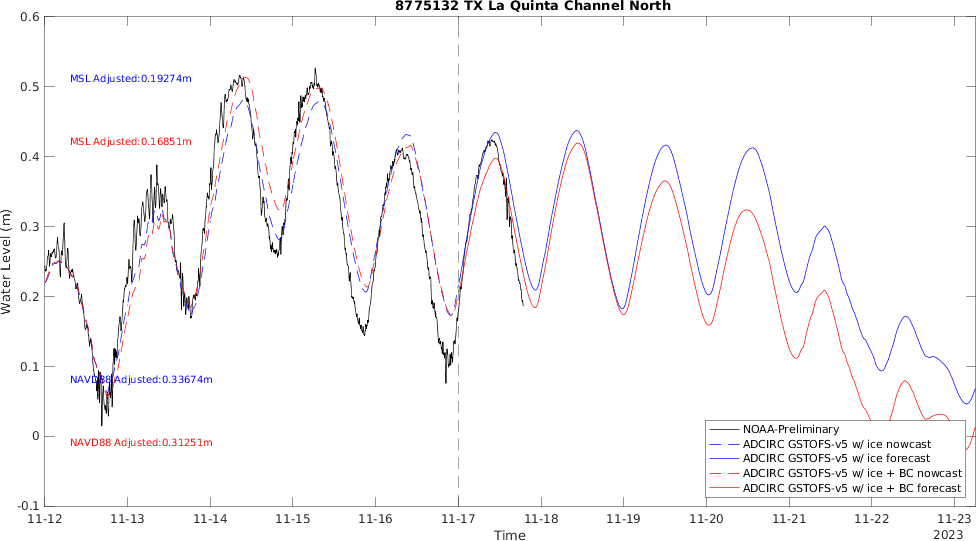 8775132 TX La Quinta Channel North
0.6
0.5
0.4
0.3
0.2
0.1
0
-0.1
Water Level (m)
MSL Adjusted:0.19274m
MSL Adjusted:0.16851m
NAVD88 Adjusted:0.33674m
NAVD88 Adjusted:0.31251m
NOAA-Preliminary
ADCIRC GSTOFS-v5 w/ ice nowcast
ADCIRC GSTOFS-v5 w/ ice forecast
ADCIRC GSTOFS-v5 w/ ice + BC nowcast
ADCIRC GSTOFS-v5 w/ ice + BC forecast
11-12 11-13 11-14 11-15 11-16 11-17 11-18 11-19 11-20 11-21 11-22 11-23
2023
Time